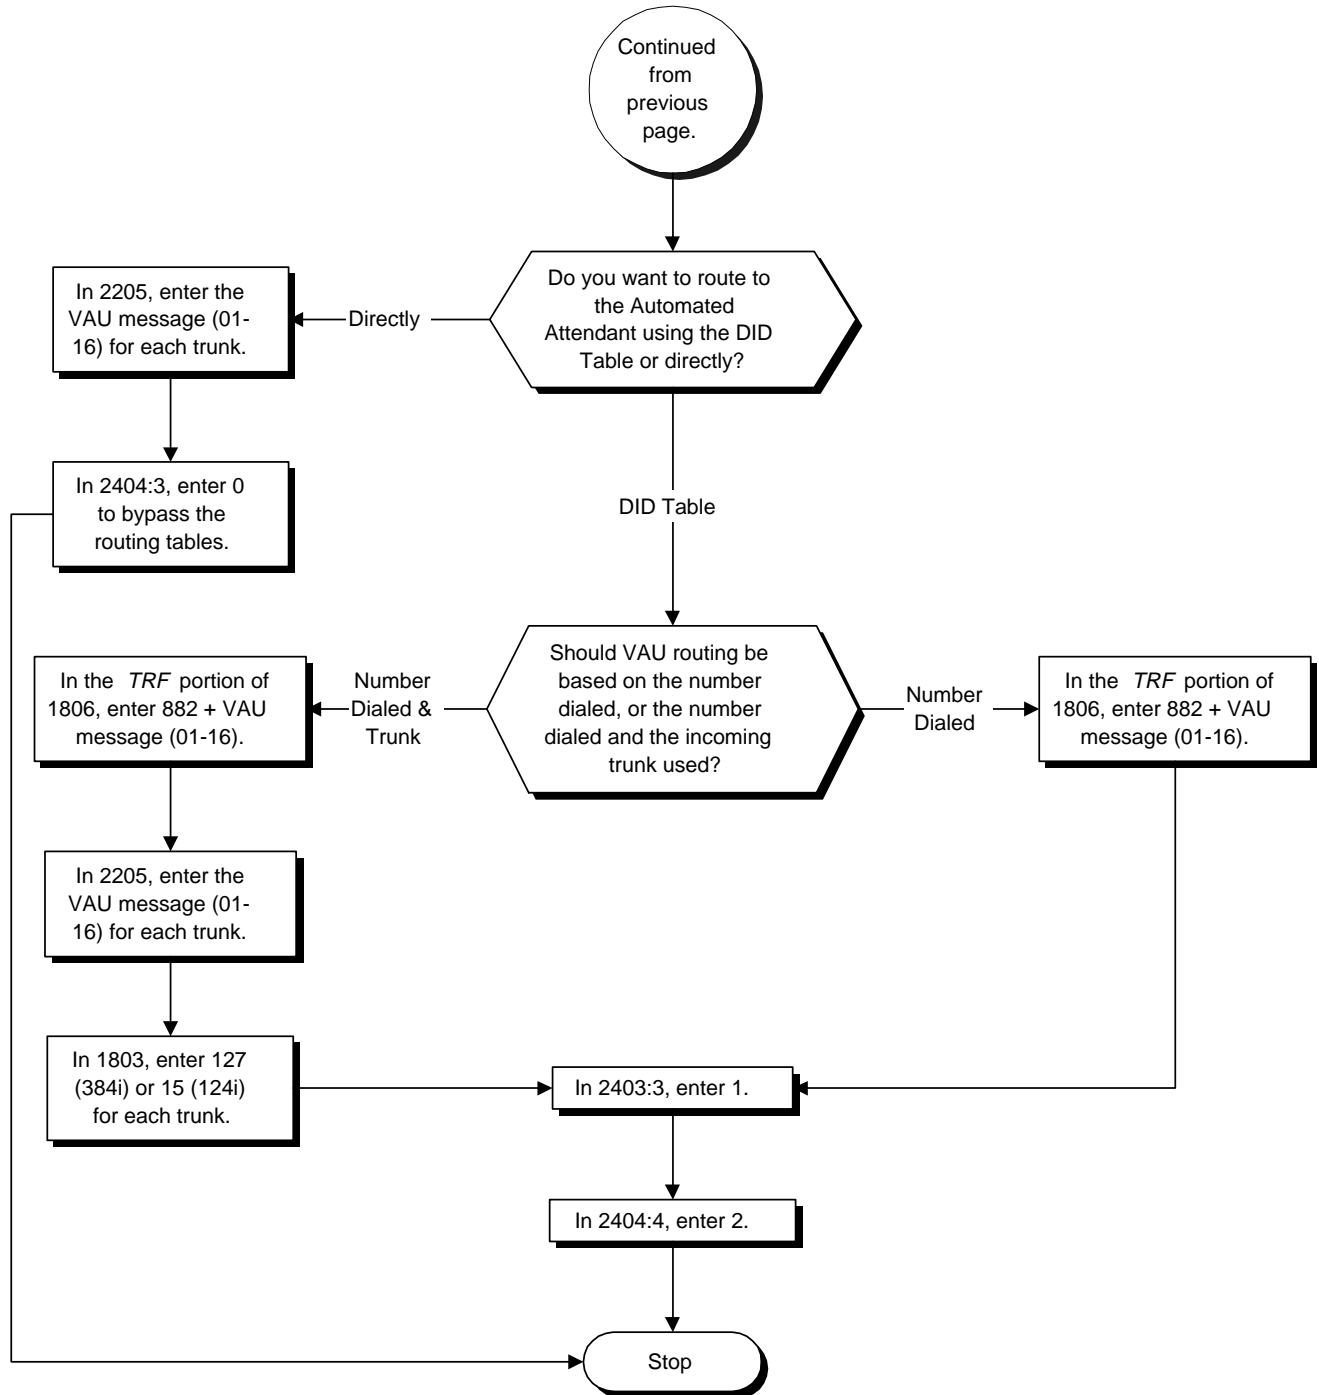 Continued
from
previous
page.
Do you want to route to
the Automated
Attendant using the DID
Table or directly?
Directly
In 2205, enter the
VAU message (01-
16) for each trunk.
In 2404:3, enter 0
to bypass the
routing tables.
DID Table
Should VAU routing be
based on the number
dialed, or the number
dialed and the incoming
trunk used?
Number
Dialed &
Trunk
In the TRF portion of
1806, enter 882 + VAU
message (01-16).
Number
Dialed
In the TRF portion of
1806, enter 882 + VAU
message (01-16).
In 2205, enter the
VAU message (01-
16) for each trunk.
In 1803, enter 127
(384i) or 15 (124i)
for each trunk.
In 2403:3, enter 1.
In 2404:4, enter 2.
Stop